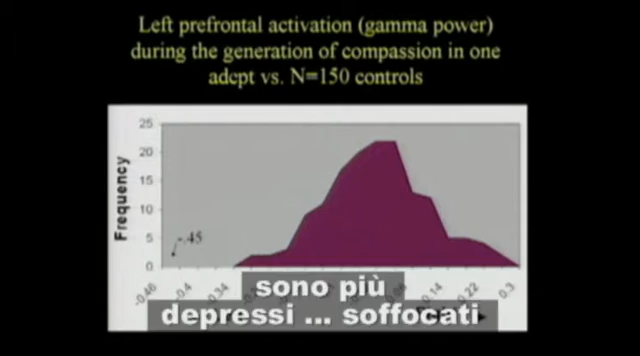 Left prefrontal activation (gamma power)
during the generation of compassion in one
adept vs. N=150 controls
25
20
15
10
5
0
Frequency
-.45
-0.46
-0.4
-0.34
0.14
0.22
0.3
sono più
depressi ... soffocati